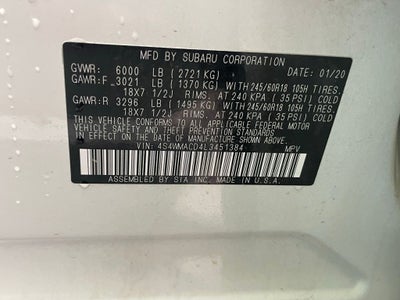 MFD. BY SUBARU CORPORATION DATE: 01/20
GVWR: 6000 LB (2721 KG)
GAWR:F 3021 LB (1370 KG) WITH 245/60R18 105H TIRES
18X7 1/2J RIMS. AT 240 KPA (35 PSI) COLD
GAWR:R 3296 LB (1495 KG) WITH 245/60R18 105H TIRES
18X7 1/2J RIMS. AT 240 KPA (35 PSI) COLD
THIS VEHICLE CONFORMS TO ALL APPLICABLE FEDERAL MOTOR
VEHICLE SAFETY STANDARDS IN EFFECT ON THE DATE OF
MANUFACTURE SHOWN ABOVE.
VIN: 4S4WMACD4L3451384 MPV
ASSEMBLED BY SIA INC. MADE IN U.S.A.